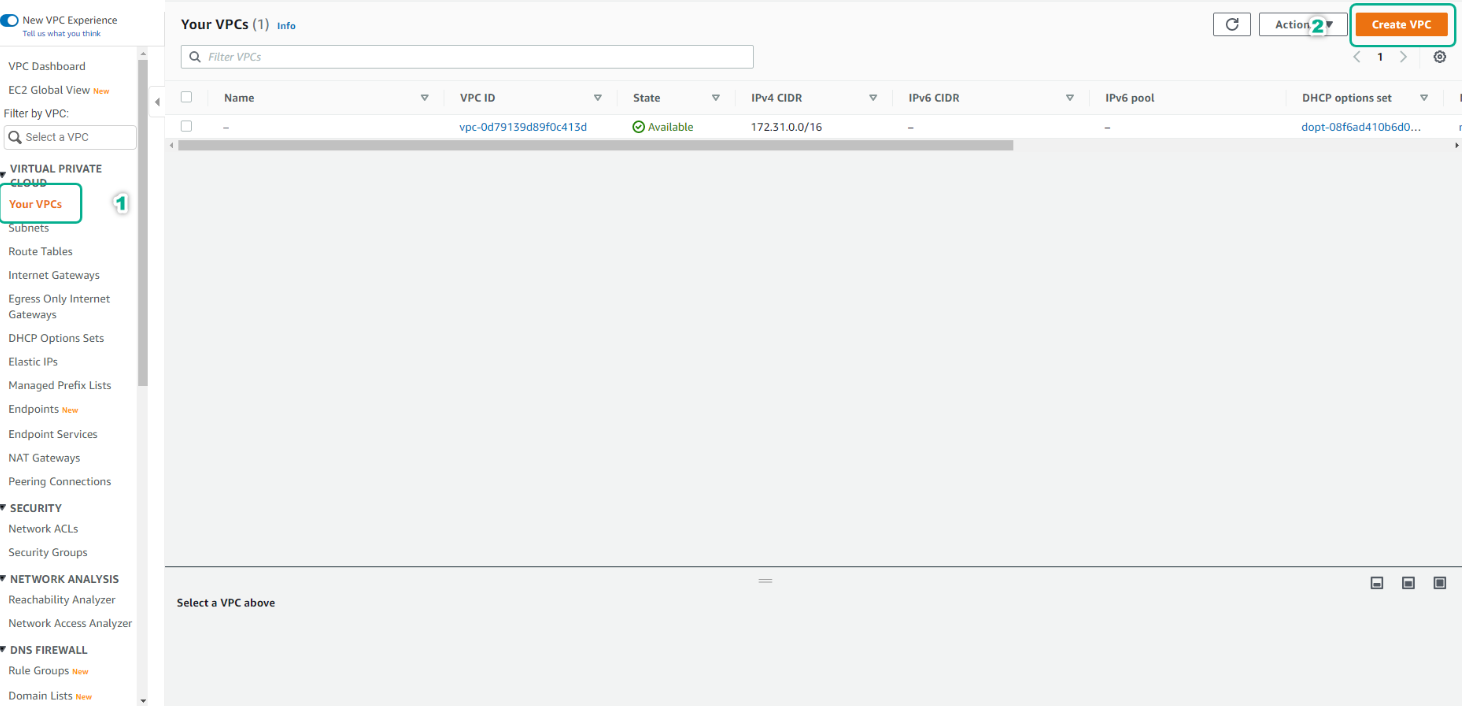 New VPC Experience
Tell us what you think
VPC Dashboard
EC2 Global View New
Filter by VPC:
Select a VPC
VIRTUAL PRIVATE
CLOUD
Your VPCs
1
Subnets
Route Tables
Internet Gateways
Egress Only Internet
Gateways
DHCP Options Sets
Elastic IPs
Managed Prefix Lists
Endpoints New
Endpoint Services
NAT Gateways
Peering Connections
SECURITY
Network ACLs
Security Groups
NETWORK ANALYSIS
Reachability Analyzer
Network Access Analyzer
DNS FIREWALL
Rule Groups New
Domain Lists New
Your VPCs (1) Info
Action 2 Create VPC
Filter VPCs
1
Name VPC ID State IPv4 CIDR IPv6 CIDR IPv6 pool DHCP options set
– vpc-0d79139d89f0c413d Available 172.31.0.0/16 – – dopt-08f6ad410b6d0...
Select a VPC above